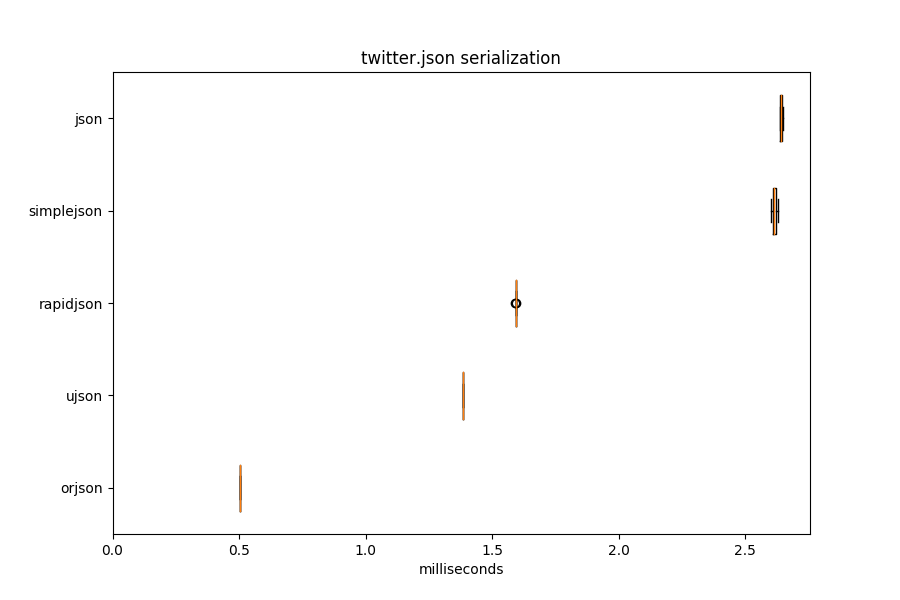 twitter.json serialization
json
simplejson
rapidjson
ujson
orjson
0.0 0.5 1.0 1.5 2.0 2.5
milliseconds